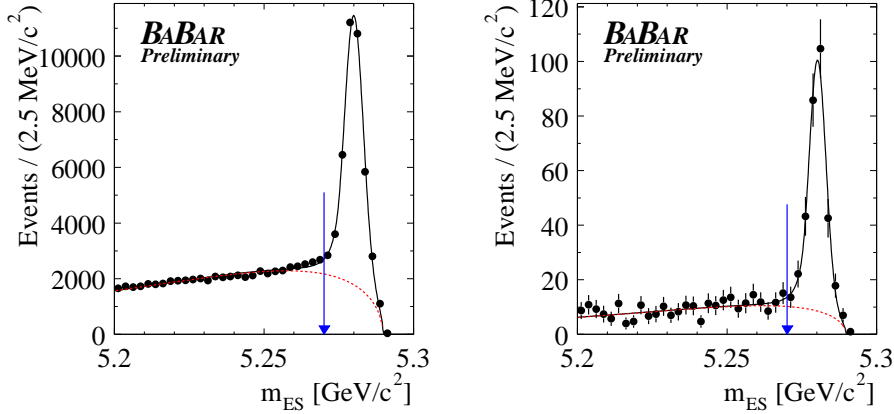 BABAR
Preliminary
Events / (2.5 MeV/c²)
10000
8000
6000
4000
2000
0
5.2
5.25
5.3
m_ES [GeV/c²]
BABAR
Preliminary
Events / (2.5 MeV/c²)
120
100
80
60
40
20
0
5.2
5.25
5.3
m_ES [GeV/c²]